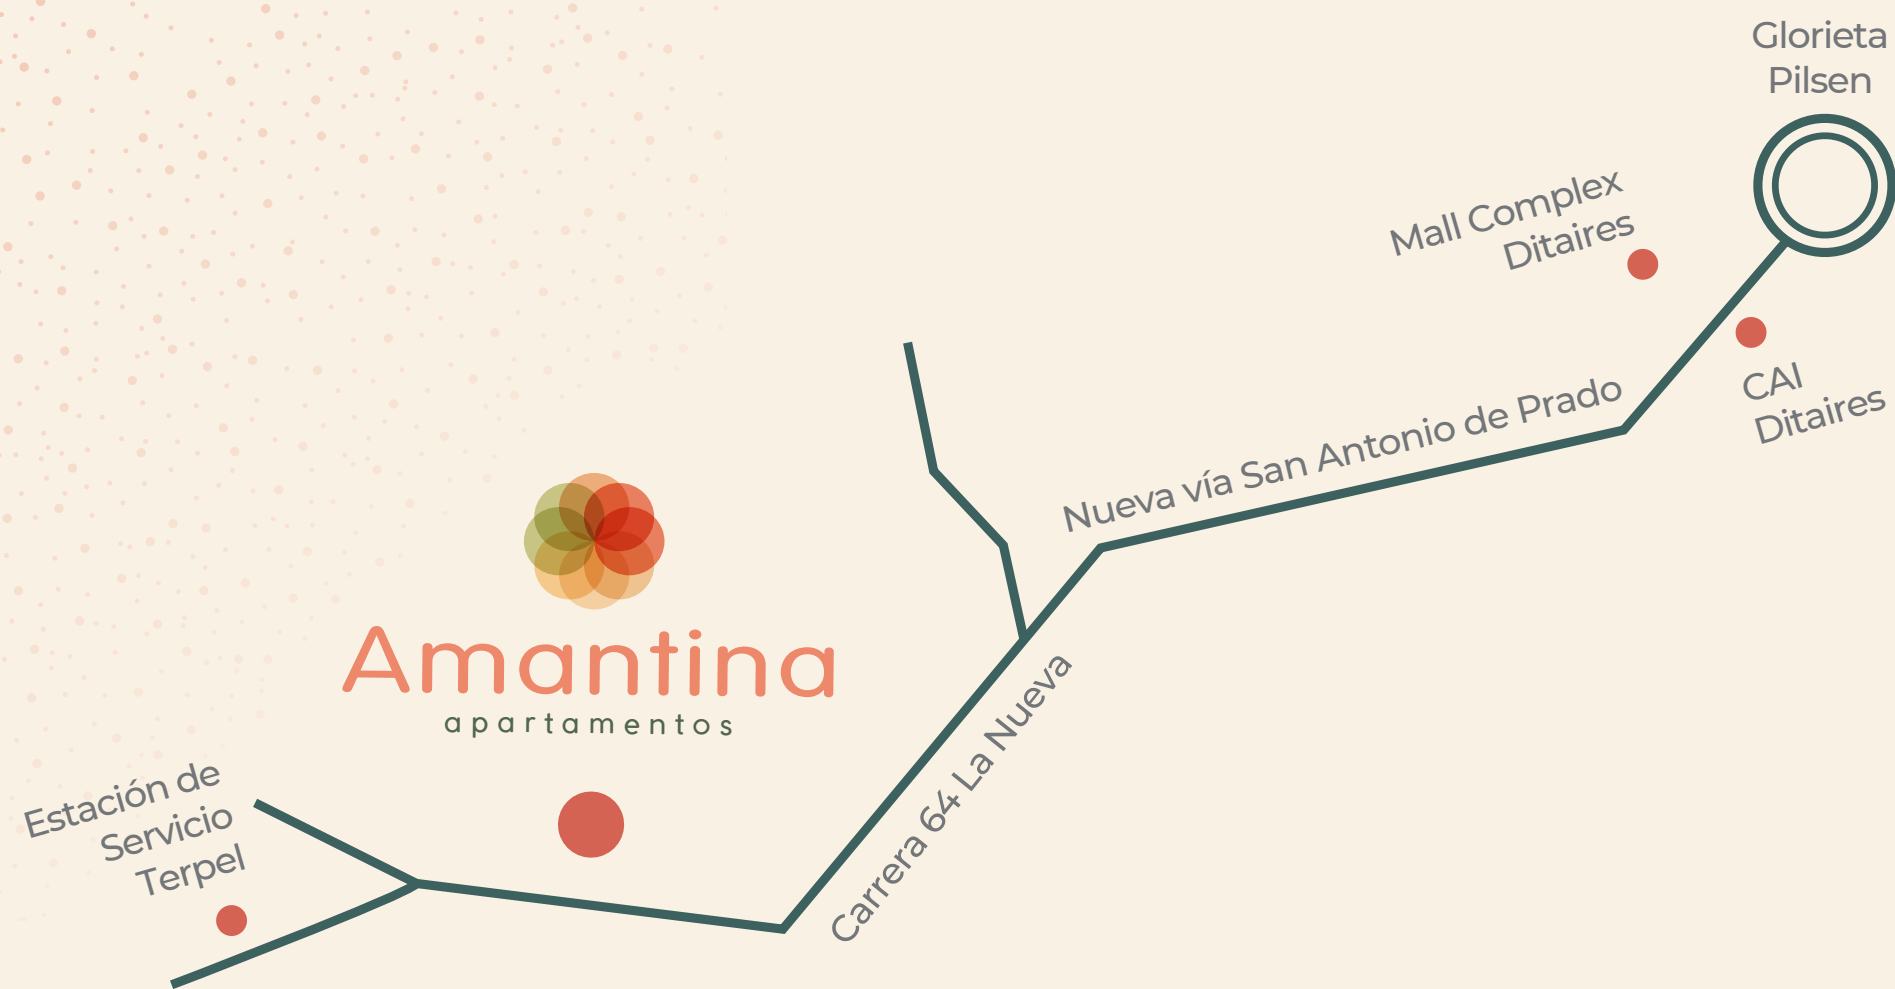 Glorieta
Pilsen
Mall Complex
Ditaires
CAI
Ditaires
Nueva vía San Antonio de Prado
Carrera 64 La Nueva
Amantina
apartamentos
Estación de
Servicio
Terpel